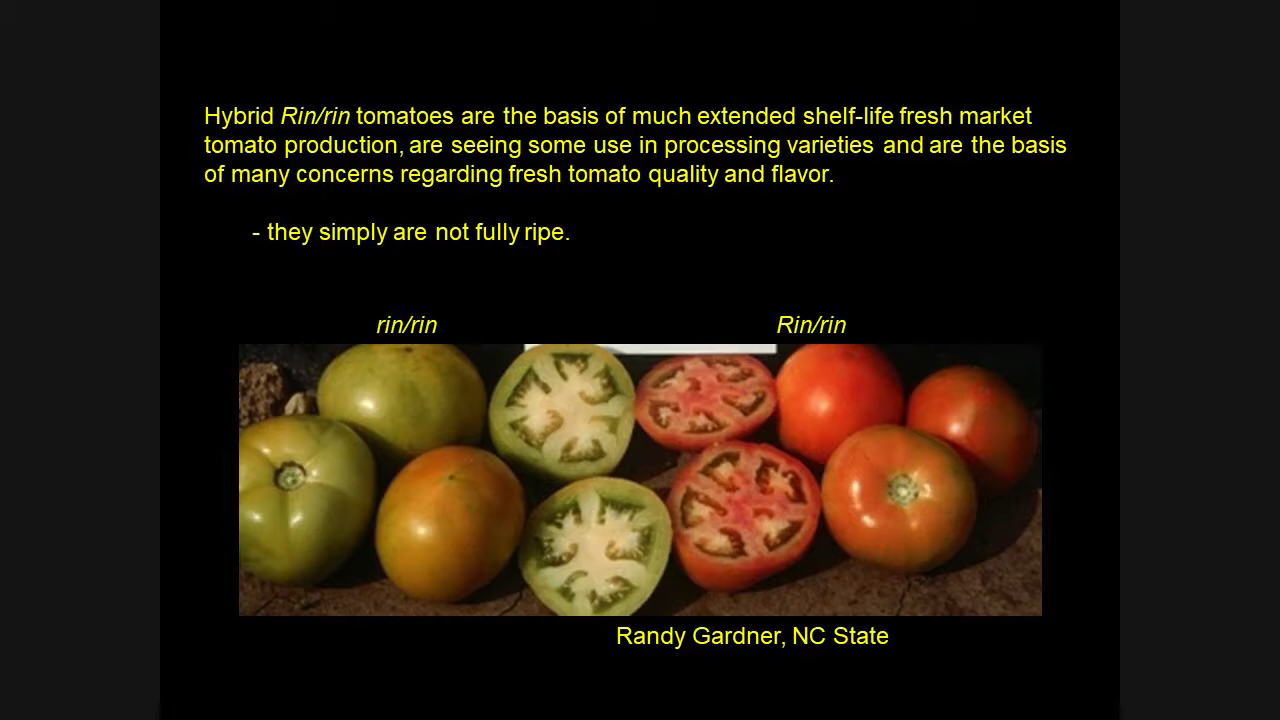 Hybrid Rin/rin tomatoes are the basis of much extended shelf-life fresh market
tomato production, are seeing some use in processing varieties and are the basis
of many concerns regarding fresh tomato quality and flavor.
- they simply are not fully ripe.
rin/rin Rin/rin
Randy Gardner, NC State